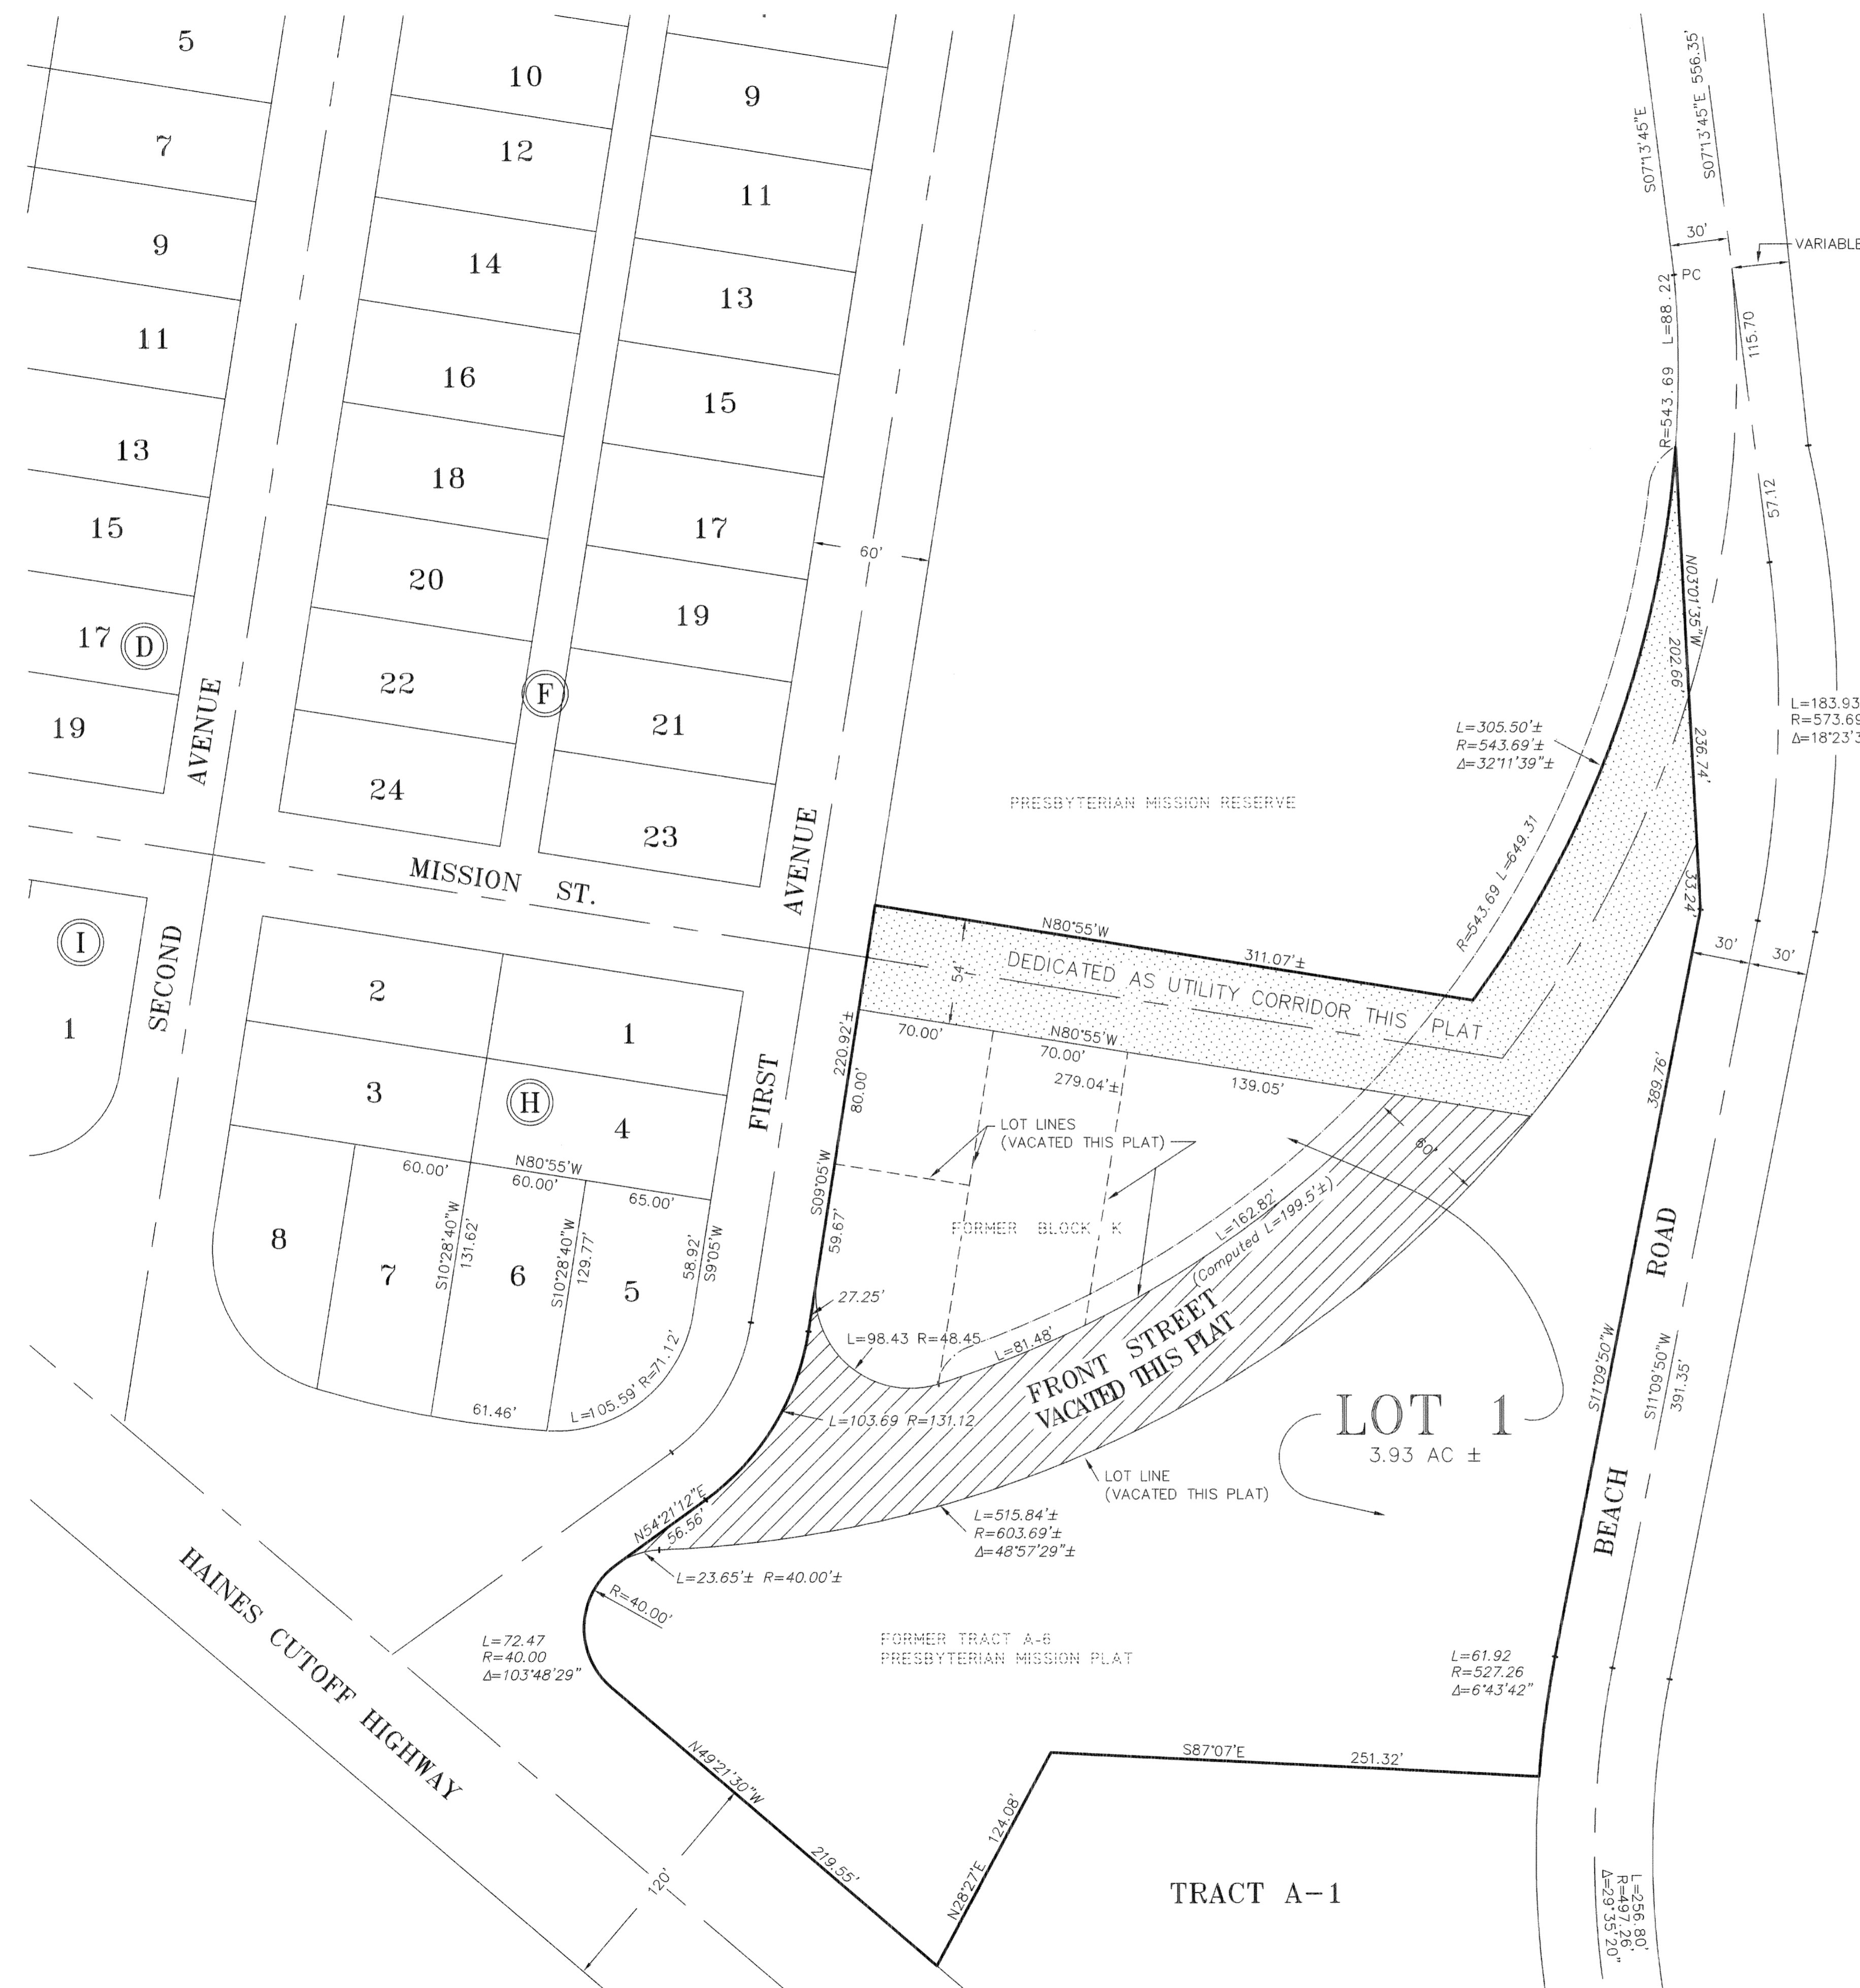 5
7
9
11
13
15
17
D
19
AVENUE
10
12
14
16
18
20
22
24
F
9
11
13
15
17
19
21
23
AVENUE
60'
MISSION ST.
I
1
SECOND
2
1
3
H
4
60.00'
N80°55'W
60.00'
65.00'
8
7
S10°28'40"W
131.62'
6
S10°28'40"W
129.77'
5
58.92'
S9°05'W
61.46'
L=105.59' R=71.12'
FIRST
S07°13'45"E
S07°13'45"E 556.35'
30'
VARIABLE
PC
R=543.69 L=88.22
115.70
57.12
N03°01'35"W
202.66'
236.74'
33.24'
L=183.93
R=573.69
Δ=18°23'3
L=305.50'±
R=543.69'±
Δ=32°11'39"±
R=543.69 L=649.31
PRESBYTERIAN MISSION RESERVE
N80°55'W
311.07'±
DEDICATED AS UTILITY CORRIDOR THIS PLAT
54'
30'
30'
220.92'±
80.00'
S09°05'W
59.67'
70.00'
N80°55'W
70.00'
279.04'±
139.05'
LOT LINES
(VACATED THIS PLAT)
60'
FORMER BLOCK K
L=162.82'
(Computed L=199.5'±)
27.25'
L=98.43 R=48.45
L=81.48'
FRONT STREET
VACATED THIS PLAT
L=103.69 R=131.12
LOT 1
3.93 AC ±
LOT LINE
(VACATED THIS PLAT)
L=515.84'±
R=603.69'±
Δ=48°57'29"±
N54°21'12"E
56.56'
L=23.65'± R=40.00'±
R=40.00'
L=72.47
R=40.00
Δ=103°48'29"
FORMER TRACT A-6
PRESBYTERIAN MISSION PLAT
389.76'
S11°09'50"W
S11°09'50"W
391.35'
BEACH ROAD
L=61.92
R=527.26
Δ=6°43'42"
HAINES CUTOFF HIGHWAY
N49°21'30"W
219.55'
120'
N28°27'E
124.08'
S87°07'E
251.32'
TRACT A-1
L=256.80'
R=497.26'
Δ=29°35'20"